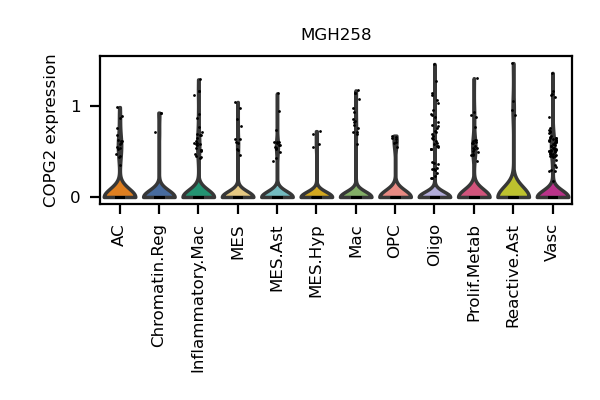 MGH258
COPG2 expression
1
0
AC
Chromatin.Reg
Inflammatory.Mac
MES
MES.Ast
MES.Hyp
Mac
OPC
Oligo
Prolif.Metab
Reactive.Ast
Vasc